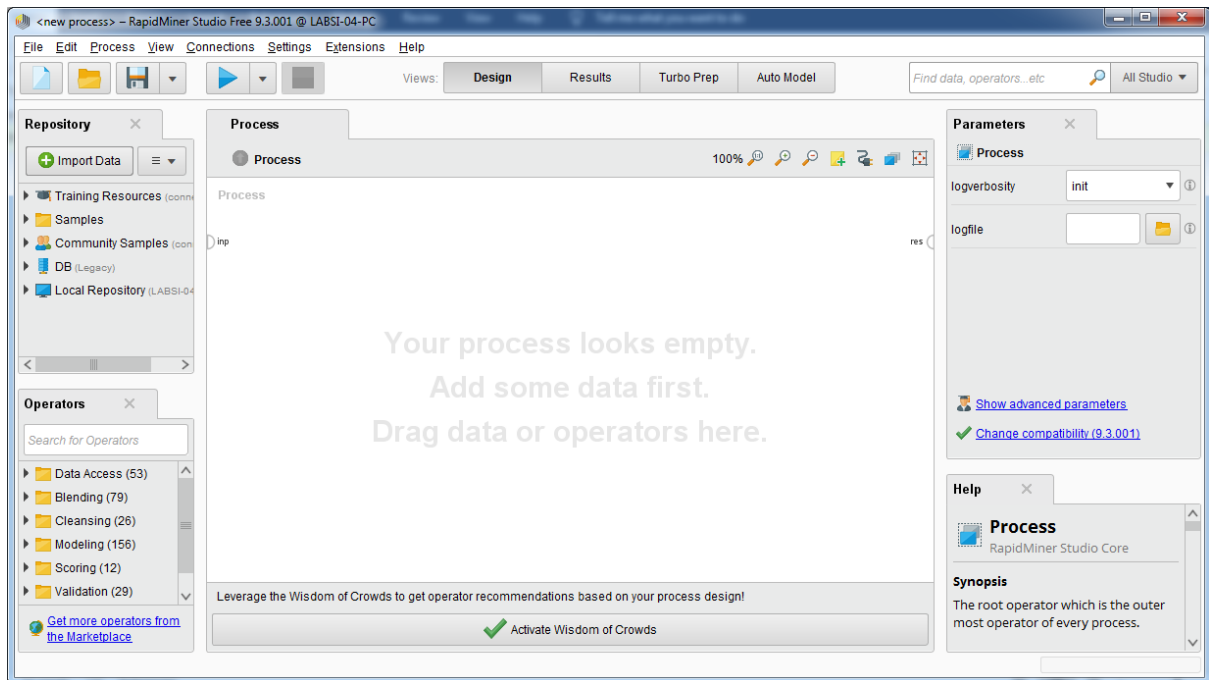 <new process> – RapidMiner Studio Free 9.3.001 @ LABSI-04-PC
File Edit Process View Connections Settings Extensions Help
Views: Design Results Turbo Prep Auto Model
Find data, operators...etc
All Studio
Repository
Import Data
Training Resources (conne
Samples
Community Samples (con
DB (Legacy)
Local Repository (LABSI-04
Operators
Search for Operators
Data Access (53)
Blending (79)
Cleansing (26)
Modeling (156)
Scoring (12)
Validation (29)
Get more operators from
the Marketplace
Process
Process
100%
Process
inp
res
Your process looks empty.
Add some data first.
Drag data or operators here.
Leverage the Wisdom of Crowds to get operator recommendations based on your process design!
Activate Wisdom of Crowds
Parameters
Process
logverbosity
init
logfile
Show advanced parameters
Change compatibility (9.3.001)
Help
Process
RapidMiner Studio Core
Synopsis
The root operator which is the outer
most operator of every process.